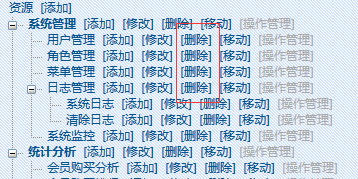 资源 [添加]
系统管理 [添加] [修改] [删除] [移动] [操作管理]
用户管理 [添加] [修改] [删除] [移动] [操作管理]
角色管理 [添加] [修改] [删除] [移动] [操作管理]
菜单管理 [添加] [修改] [删除] [移动] [操作管理]
日志管理 [添加] [修改] [删除] [移动] [操作管理]
系统日志 [添加] [修改] [删除] [移动] [操作管理]
清除日志 [添加] [修改] [删除] [移动] [操作管理]
系统监控 [添加] [修改] [删除] [移动] [操作管理]
统计分析 [添加] [修改] [删除] [移动] [操作管理]
会员购买分析 [添加] [修改] [删除] [移动] [操作管理]